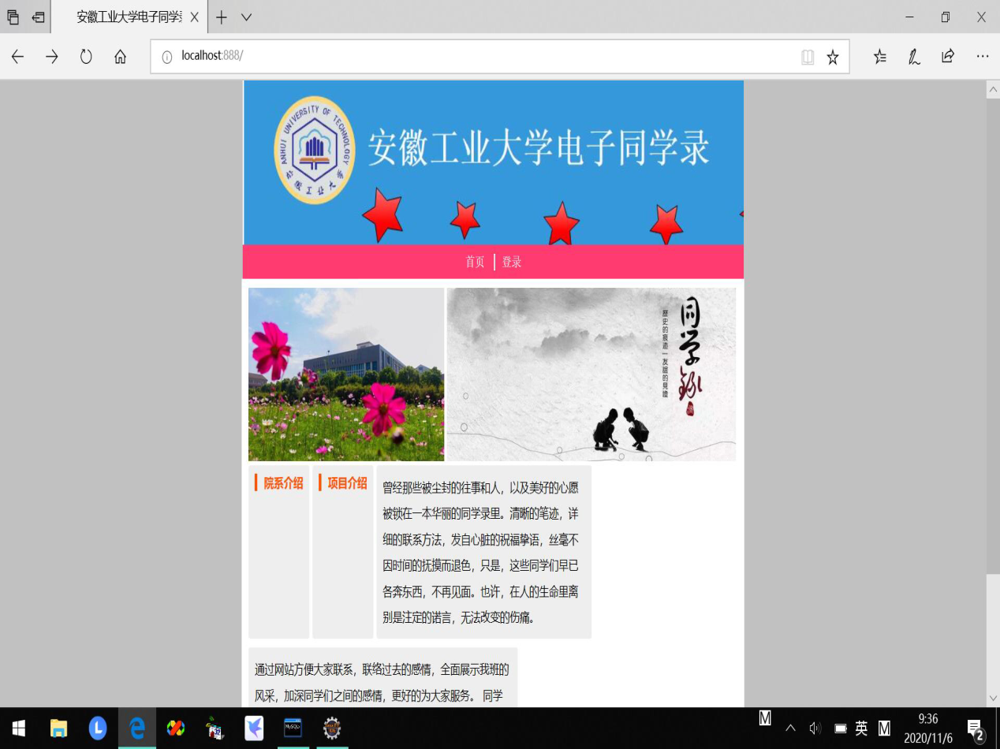 安徽工业大学电子同学录
localhost:888/
ANHUI UNIVERSITY OF TECHNOLOGY
安徽工业大学
安徽工业大学电子同学录
首页
登录
同学録
歷史的痕迹—友誼的見證
院系介绍
项目介绍
曾经那些被尘封的往事和人，以及美好的心愿
被锁在一本华丽的同学录里。清晰的笔迹，详
细的联系方法，发自心脏的祝福挚语，丝毫不
因时间的抚摸而退色，只是，这些同学们早已
各奔东西，不再见面。也许，在人的生命里离
别是注定的诺言，无法改变的伤痛。
通过网站方便大家联系，联络过去的感情，全面展示我班的
风采，加深同学们之间的感情，更好的为大家服务。 同学
L
32
MySQL
M
英
M
9:36
2020/11/6
2